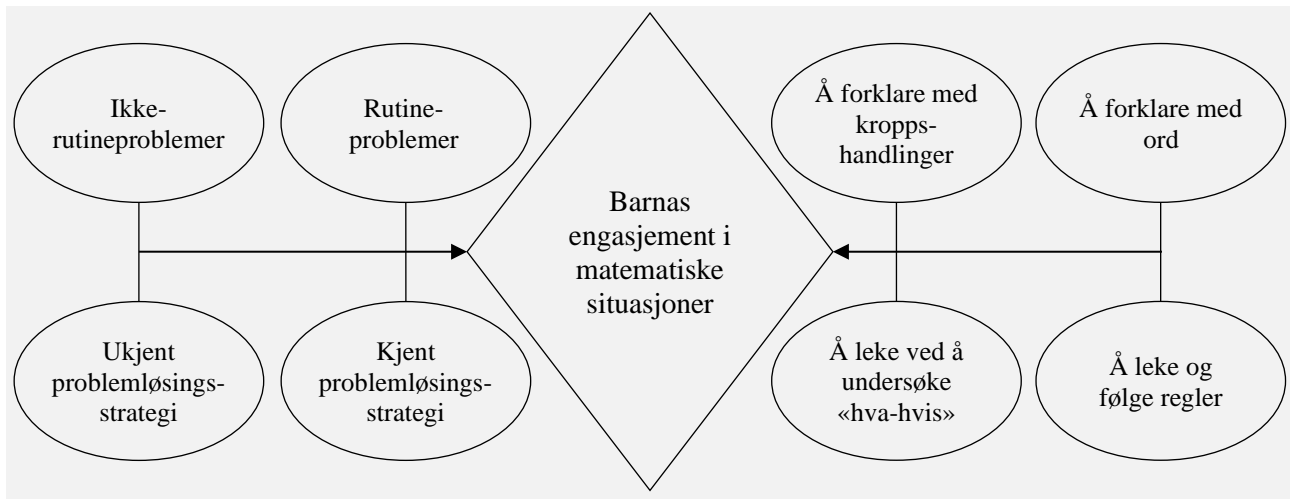 Ikke-
rutineproblemer
Rutine-
problemer
Å forklare med
kropps-
handlinger
Å forklare med
ord
Barnas
engasjement i
matematiske
situasjoner
Ukjent
problemløsings-
strategi
Kjent
problemløsings-
strategi
Å leke ved å
undersøke
«hva-hvis»
Å leke og
følge regler